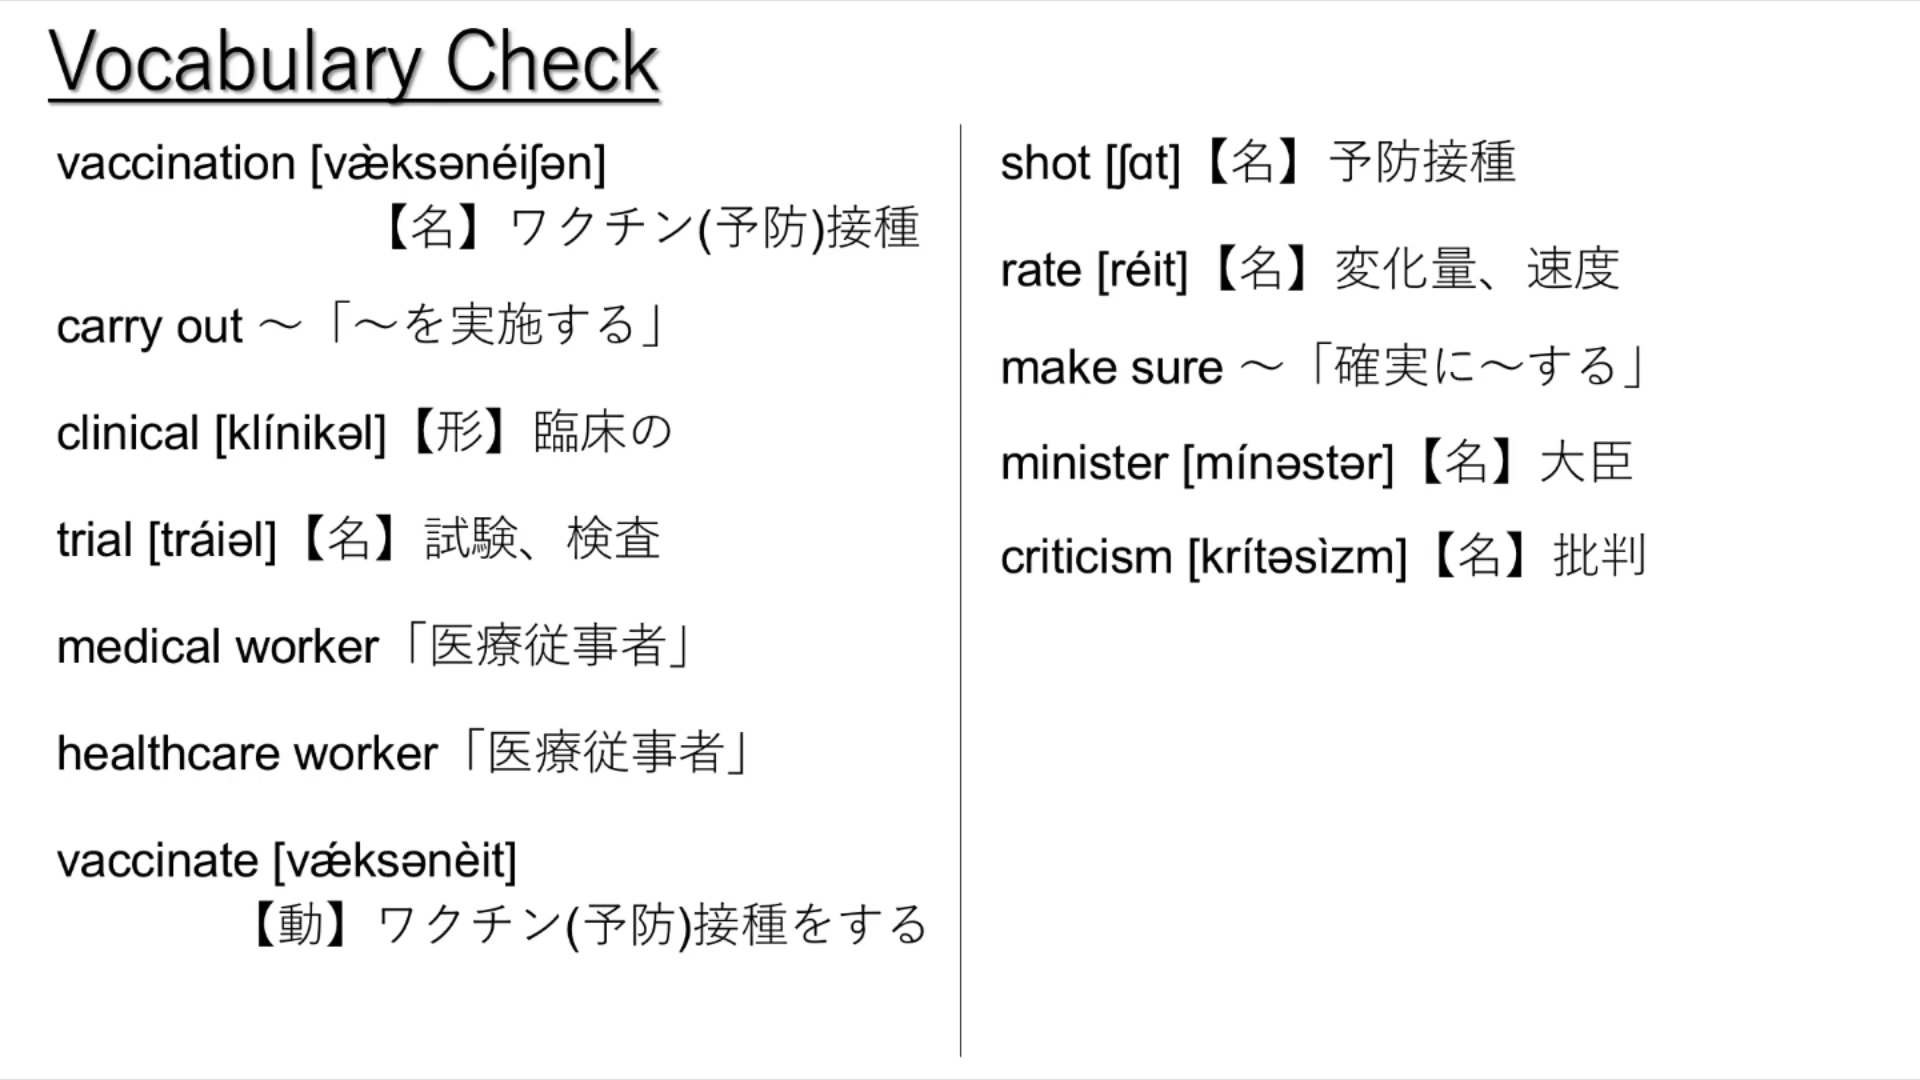 Vocabulary Check
vaccination [væ̀ksənéiʃən]
【名】ワクチン(予防)接種
carry out ～「～を実施する」
clinical [klínikəl]【形】臨床の
trial [tráiəl]【名】試験、検査
medical worker「医療従事者」
healthcare worker「医療従事者」
vaccinate [vǽksənèit]
【動】ワクチン(予防)接種をする
shot [ʃɑt]【名】予防接種
rate [réit]【名】変化量、速度
make sure ～「確実に～する」
minister [mínəstər]【名】大臣
criticism [krítəsìzm]【名】批判